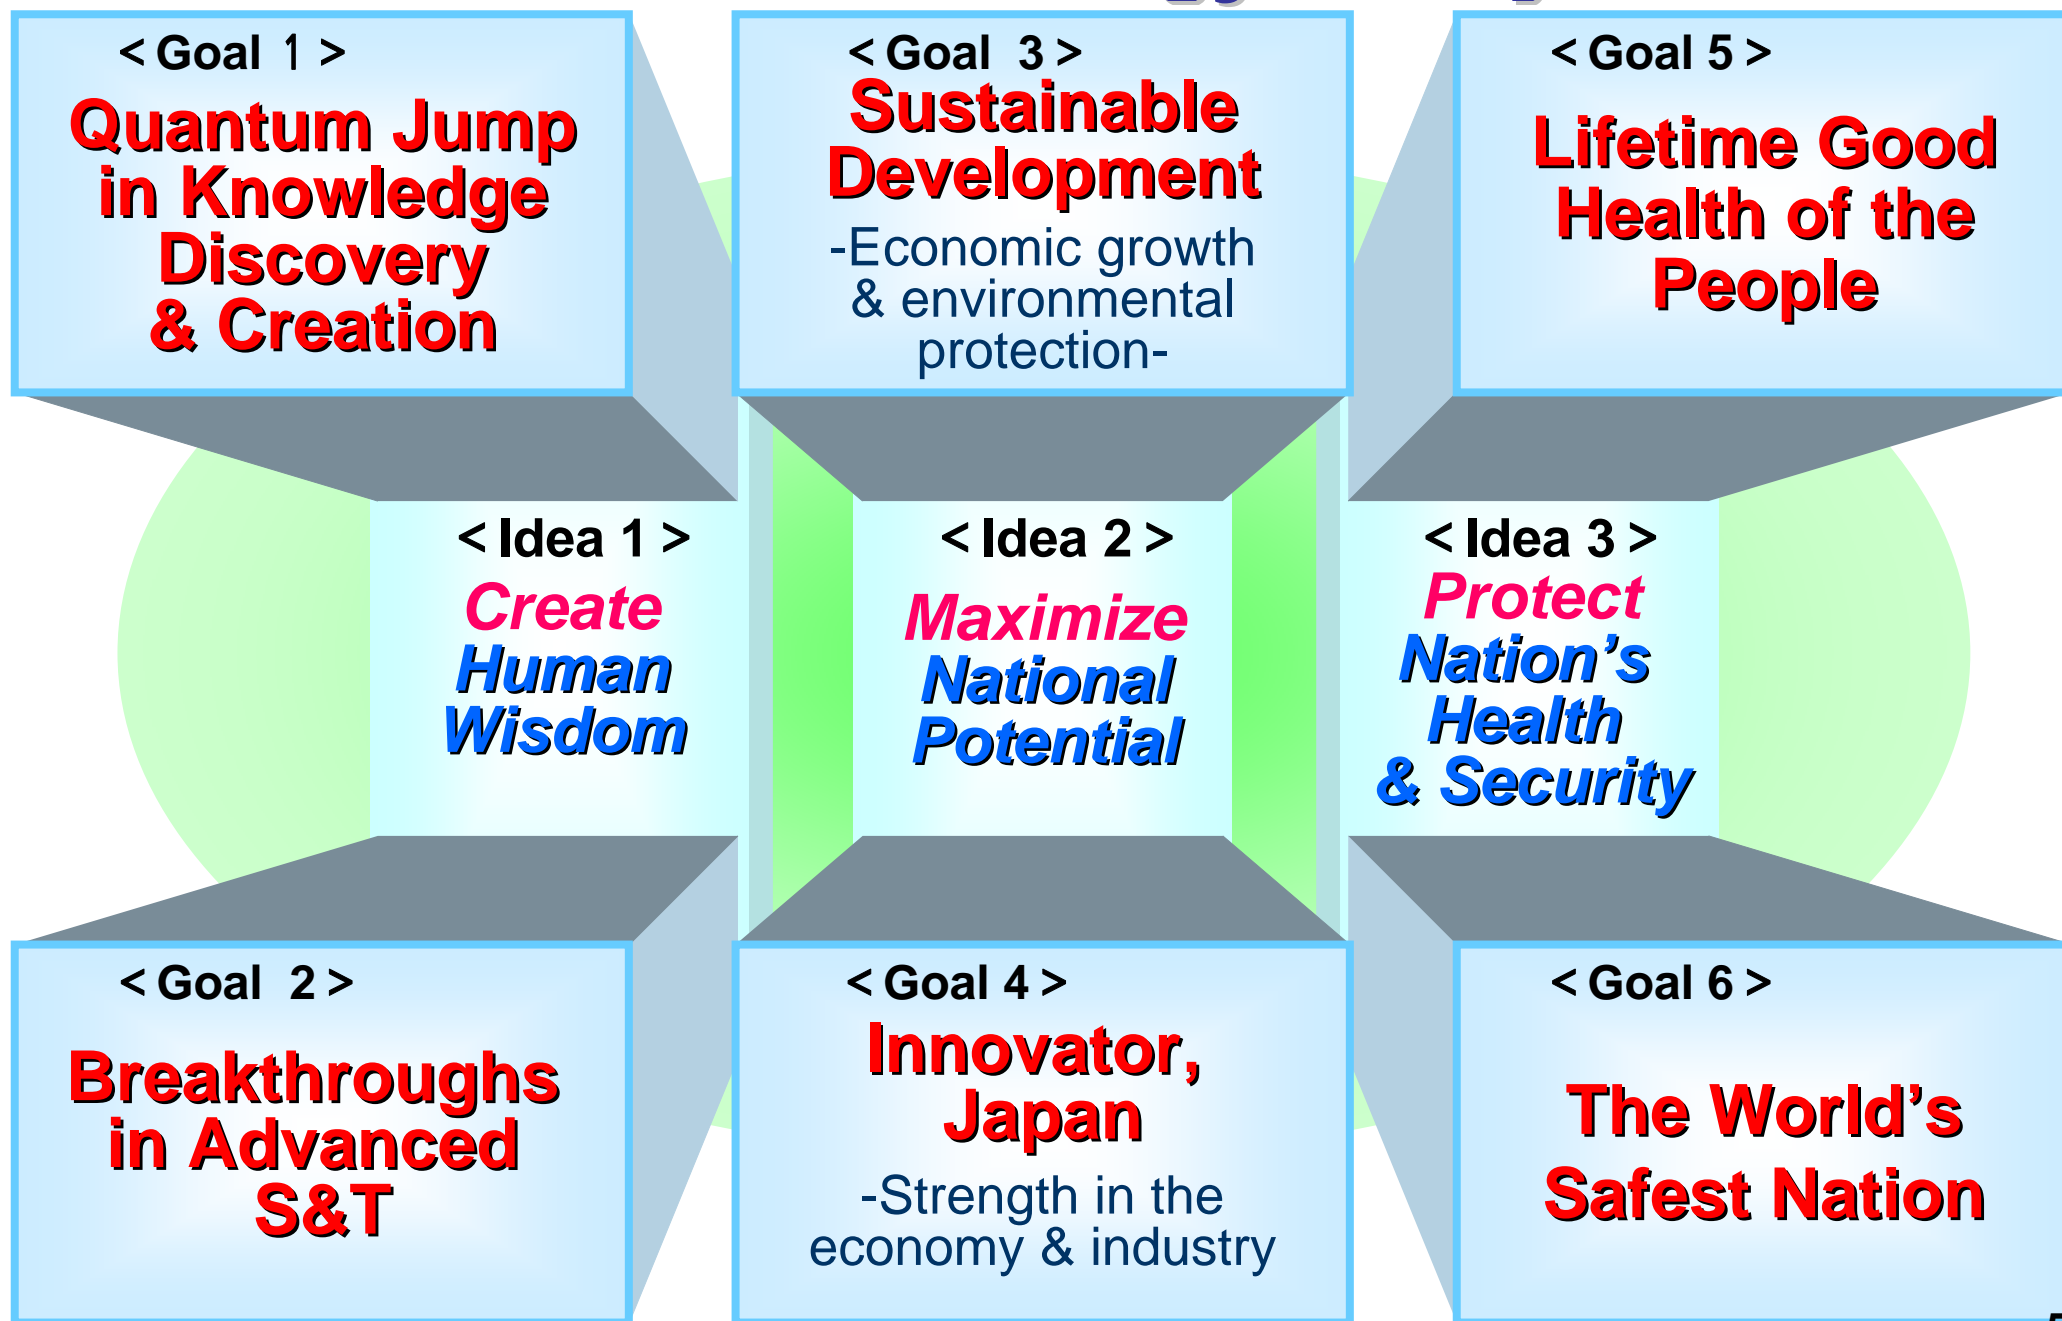 <Goal 1>
Quantum Jump
in Knowledge
Discovery
& Creation
<Goal 3>
Sustainable
Development
-Economic growth
& environmental
protection-
<Goal 5>
Lifetime Good
Health of the
People
<Idea 1>
Create
Human
Wisdom
<Idea 2>
Maximize
National
Potential
<Idea 3>
Protect
Nation’s
Health
& Security
<Goal 2>
Breakthroughs
in Advanced
S&T
<Goal 4>
Innovator,
Japan
-Strength in the
economy & industry
<Goal 6>
The World’s
Safest Nation